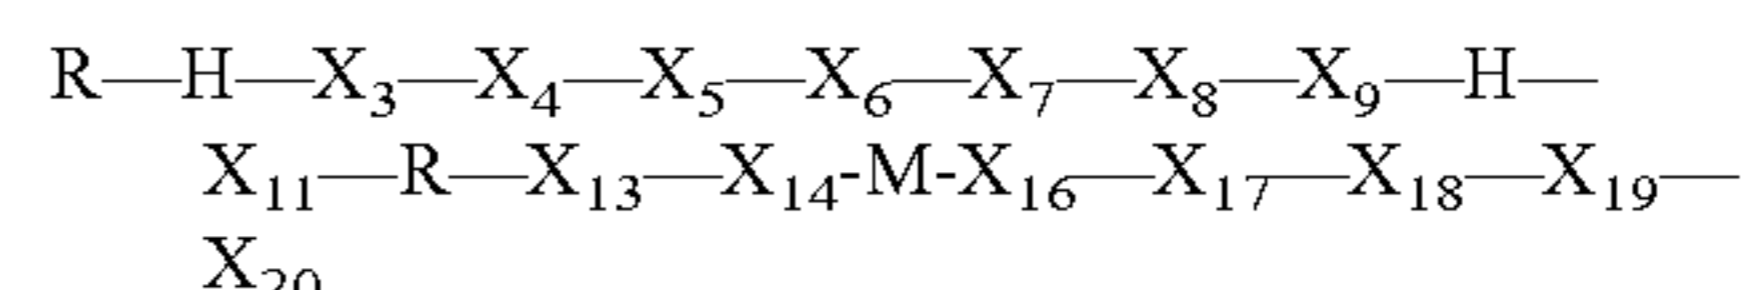 R—H—X₃—X₄—X₅—X₆—X₇—X₈—X₉—H—
X₁₁—R—X₁₃—X₁₄-M-X₁₆—X₁₇—X₁₈—X₁₉—
X₂₀